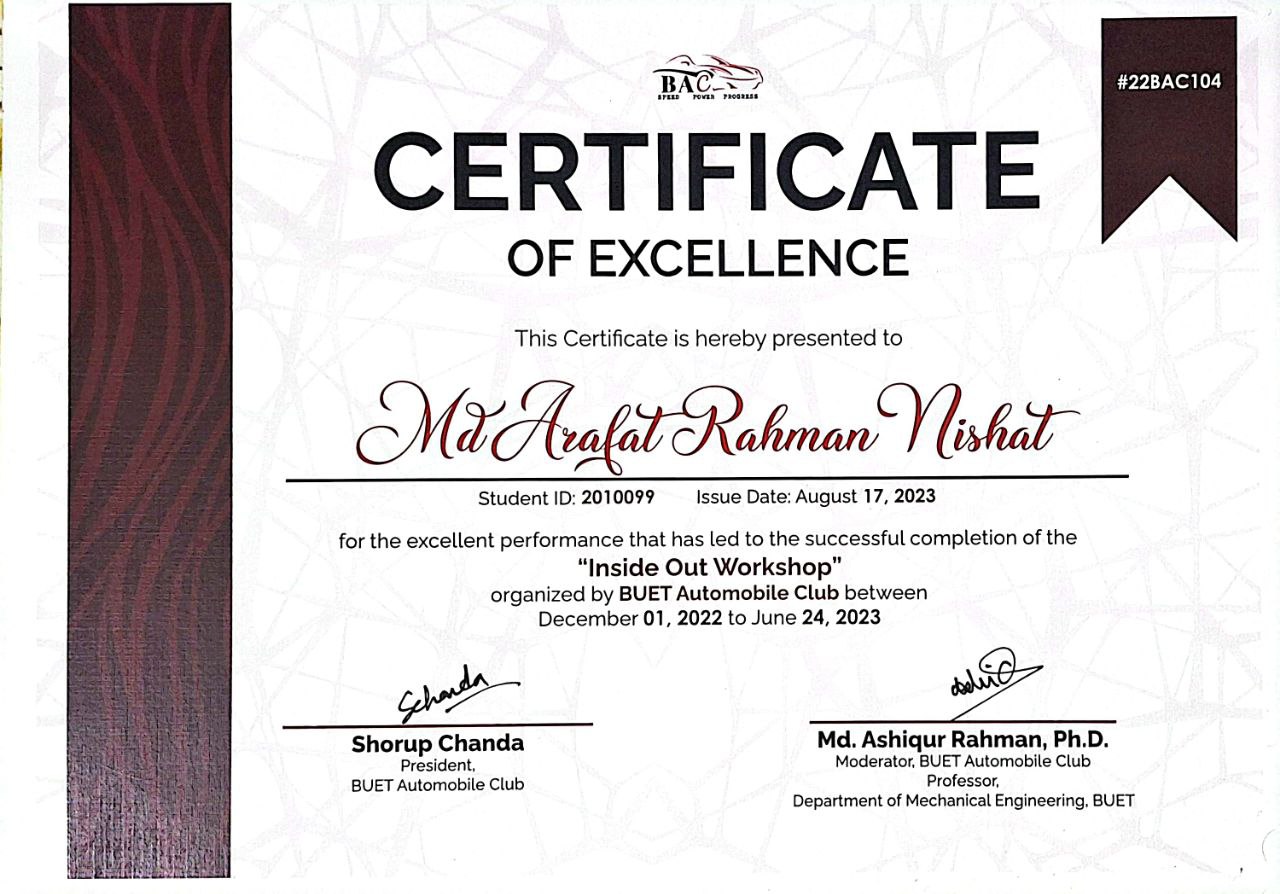 BAC
SPEED POWER PROGRESS
#22BAC104
CERTIFICATE
OF EXCELLENCE
This Certificate is hereby presented to
Md Arafat Rahman Nishat
Student ID: 2010099 Issue Date: August 17, 2023
for the excellent performance that has led to the successful completion of the
“Inside Out Workshop”
organized by BUET Automobile Club between
December 01, 2022 to June 24, 2023
Schanda
Shorup Chanda
President,
BUET Automobile Club
Md. Ashiqur Rahman, Ph.D.
Moderator, BUET Automobile Club
Professor,
Department of Mechanical Engineering, BUET